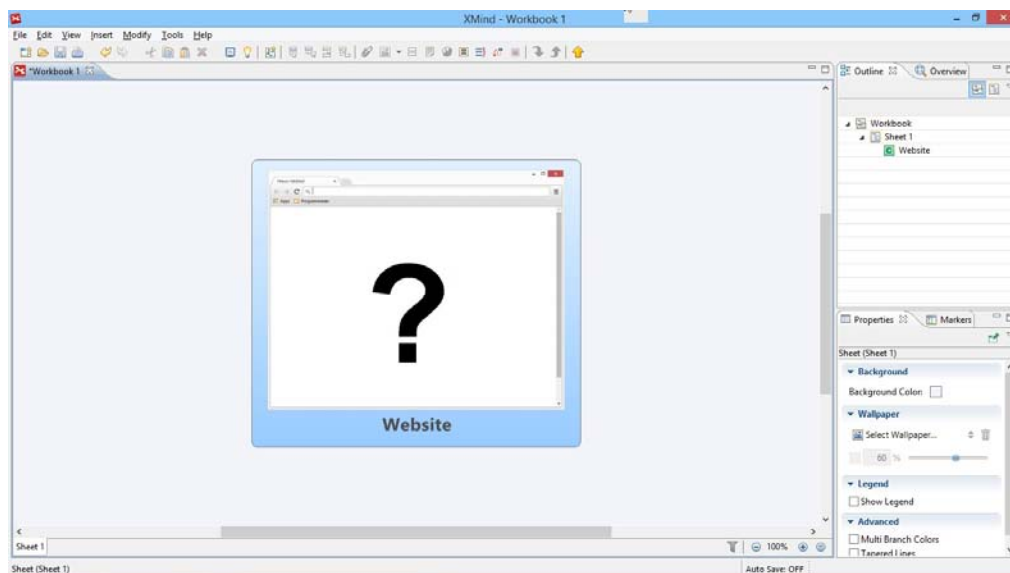 XMind - Workbook 1
File Edit View Insert Modify Tools Help
*Workbook 1
Outline Overview
Workbook
Sheet 1
Website
Apps
?
Website
Properties Markers
Sheet (Sheet 1)
Background
Background Color:
Wallpaper
Select Wallpaper...
60 %
Legend
Show Legend
Advanced
Multi Branch Colors
Tapered Lines
Sheet 1
100%
Sheet (Sheet 1)
Auto Save: OFF